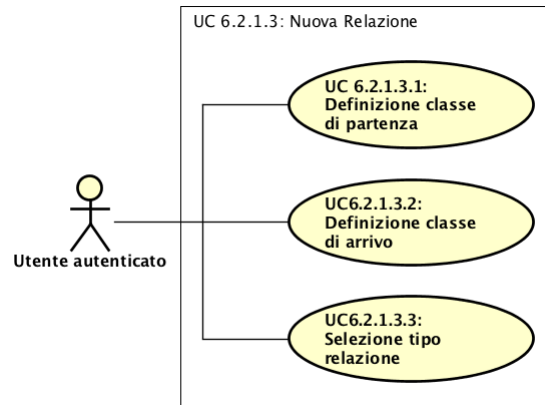 UC 6.2.1.3: Nuova Relazione
UC 6.2.1.3.1:
Definizione classe
di partenza
UC6.2.1.3.2:
Definizione classe
di arrivo
Utente autenticato
UC6.2.1.3.3:
Selezione tipo
relazione